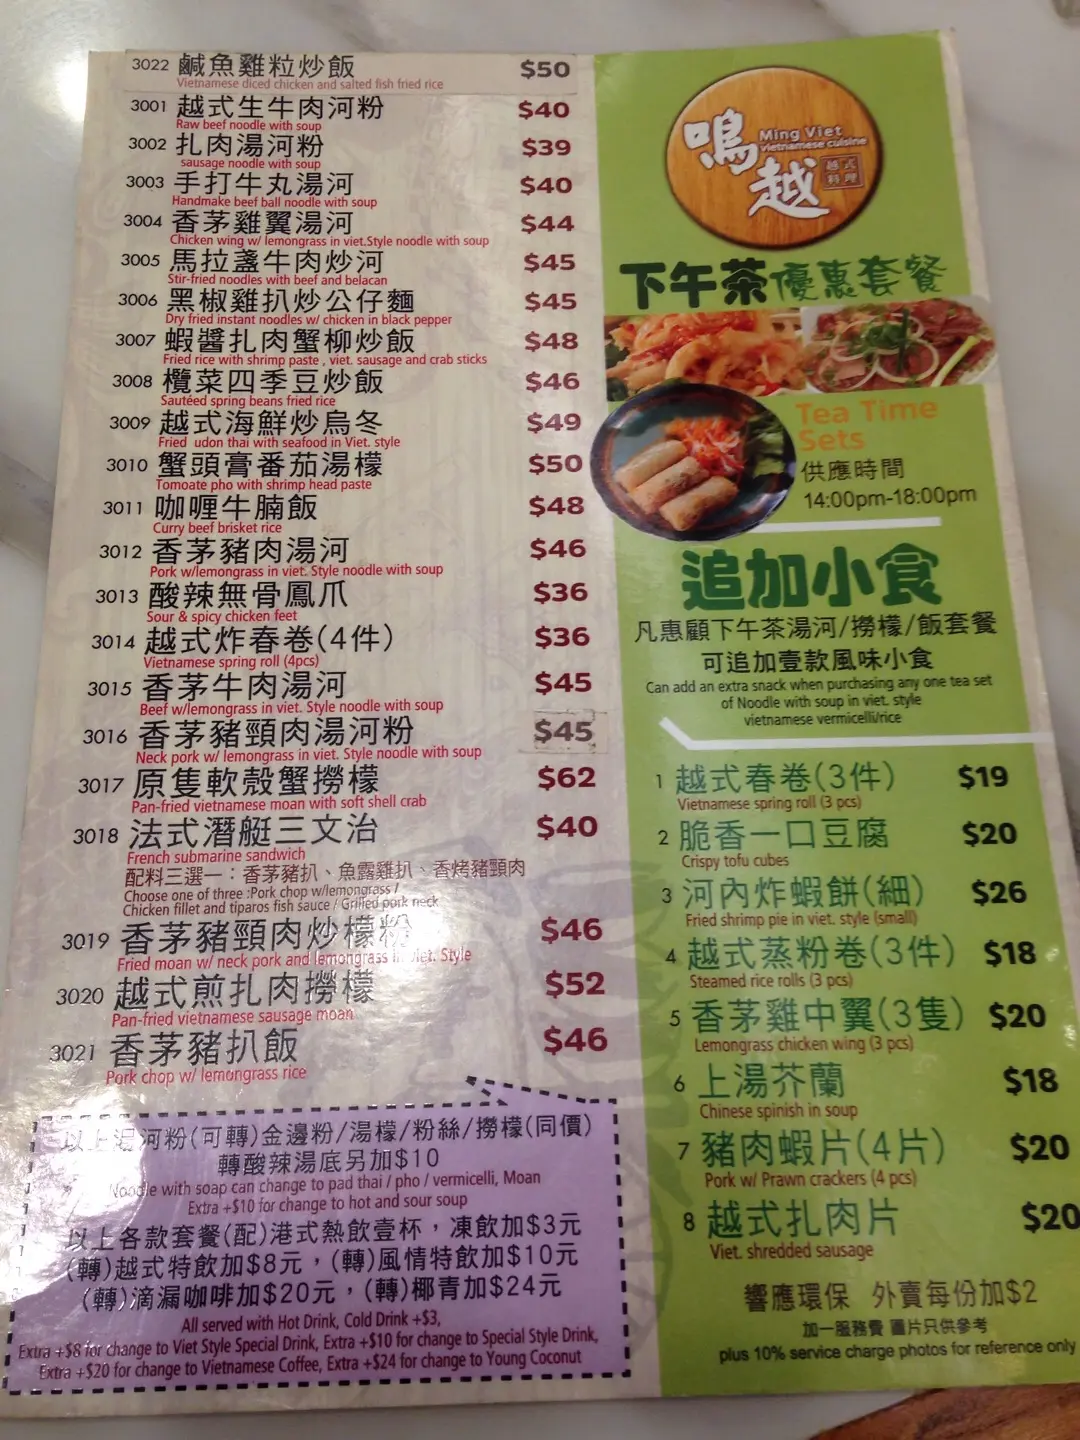 3022 鹹魚雞粒炒飯 $50
Vietnamese diced chicken and salted fish fried rice
3001 越式生牛肉河粉 $40
Raw beef noodle with soup
3002 扎肉湯河粉 $39
sausage noodle with soup
3003 手打牛丸湯河 $40
Handmake beef ball noodle with soup
3004 香茅雞翼湯河 $44
Chicken wing w/ lemongrass in viet.Style noodle with soup
3005 馬拉盞牛肉炒河 $45
Stir-fried noodles with beef and belacan
3006 黑椒雞扒炒公仔麵 $45
Dry fried instant noodles w/ chicken in black pepper
3007 蝦醬扎肉蟹柳炒飯 $48
Fried rice with shrimp paste , viet. sausage and crab sticks
3008 欖菜四季豆炒飯 $46
Sautéed spring beans fried rice
3009 越式海鮮炒烏冬 $49
Fried udon thai with seafood in Viet. style
3010 蟹頭膏番茄湯檬 $50
Tomoate pho with shrimp head paste
3011 咖喱牛腩飯 $48
Curry beef brisket rice
3012 香茅豬肉湯河 $46
Pork w/lemongrass in viet. Style noodle with soup
3013 酸辣無骨鳳爪 $36
Sour & spicy chicken feet
3014 越式炸春卷(4件) $36
Vietnamese spring roll (4pcs)
3015 香茅牛肉湯河 $45
Beef w/lemongrass in viet. Style noodle with soup
3016 香茅豬頸肉湯河粉 $45
Neck pork w/ lemongrass in viet. Style noodle with soup
3017 原隻軟殼蟹撈檬 $62
Pan-fried vietnamese moan with soft shell crab
3018 法式潛艇三文治 $40
French submarine sandwich
配料三選一：香茅豬扒、魚露雞扒、香烤豬頸肉
Choose one of three :Pork chop w/lemongrass /
Chicken fillet and tiparos fish sauce / Grilled pork neck
3019 香茅豬頸肉炒檬粉 $46
Fried moan w/ neck pork and lemongrass in viet. Style
3020 越式煎扎肉撈檬 $52
Pan-fried vietnamese sausage moan
3021 香茅豬扒飯 $46
Pork chop w/ lemongrass rice
以上湯河粉(可轉)金邊粉/湯檬/粉絲/撈檬(同價)
轉酸辣湯底另加$10
Noodle with soap can change to pad thai / pho / vermicelli, Moan
Extra +$10 for change to hot and sour soup
以上各款套餐(配)港式熱飲壹杯，凍飲加$3元
(轉)越式特飲加$8元，(轉)風情特飲加$10元
(轉)滴漏咖啡加$20元，(轉)椰青加$24元
All served with Hot Drink, Cold Drink +$3,
Extra +$8 for change to Viet Style Special Drink, Extra +$10 for change to Special Style Drink,
Extra +$20 for change to Vietnamese Coffee, Extra +$24 for change to Young Coconut
鳴越
Ming Viet
vietnamese cuisine
越式
料理
下午茶優惠套餐
Tea Time
Sets
供應時間
14:00pm-18:00pm
追加小食
凡惠顧下午茶湯河/撈檬/飯套餐
可追加壹款風味小食
Can add an extra snack when purchasing any one tea set
of Noodle with soup in viet. style
vietnamese vermicelli/rice
1 越式春卷(3件) $19
Vietnamese spring roll (3 pcs)
2 脆香一口豆腐 $20
Crispy tofu cubes
3 河內炸蝦餅(細) $26
Fried shrimp pie in viet. style (small)
4 越式蒸粉卷(3件) $18
Steamed rice rolls (3 pcs)
5 香茅雞中翼(3隻) $20
Lemongrass chicken wing (3 pcs)
6 上湯芥蘭 $18
Chinese spinish in soup
7 豬肉蝦片(4片) $20
Pork w/ Prawn crackers (4 pcs)
8 越式扎肉片 $20
Viet. shredded sausage
響應環保 外賣每份加$2
加一服務費 圖片只供參考
plus 10% service charge photos for reference only